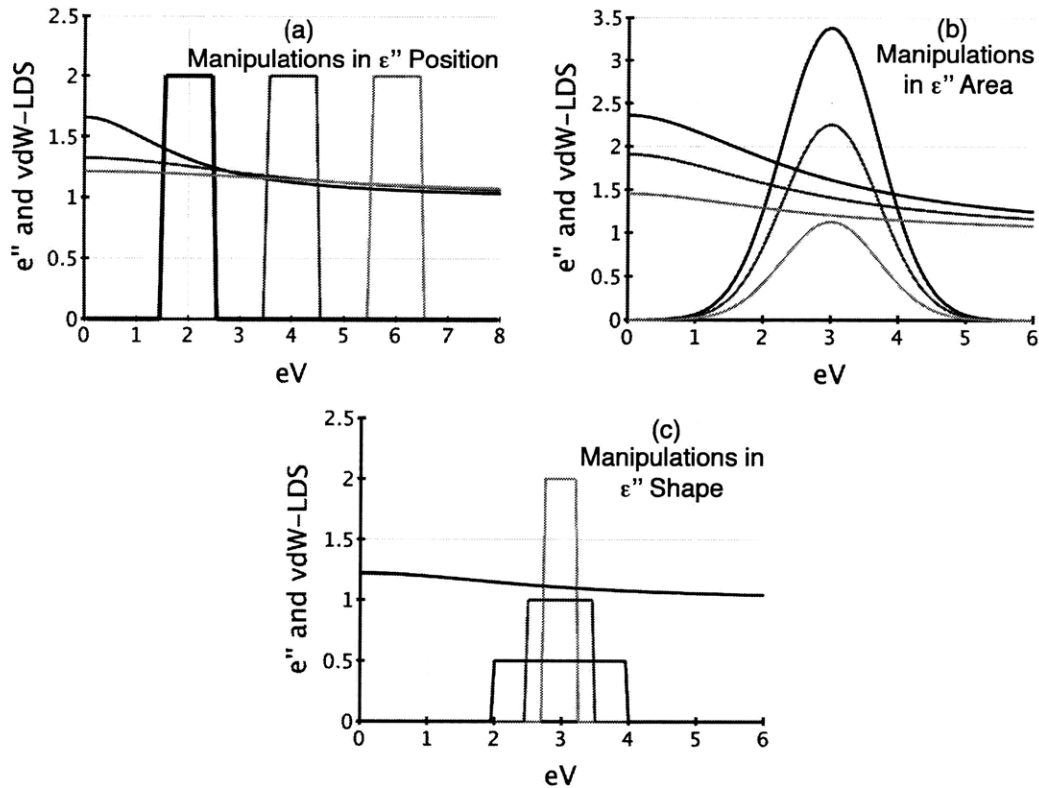 (a)
Manipulations in ε" Position
e" and vdW-LDS
2.5
2
1.5
1
0.5
0
0 1 2 3 4 5 6 7 8
eV
(b)
Manipulations
in ε" Area
e" and vdW-LDS
3.5
3
2.5
2
1.5
1
0.5
0
0 1 2 3 4 5 6
eV
(c)
Manipulations in
ε" Shape
e" and vdW-LDS
2.5
2
1.5
1
0.5
0
0 1 2 3 4 5 6
eV